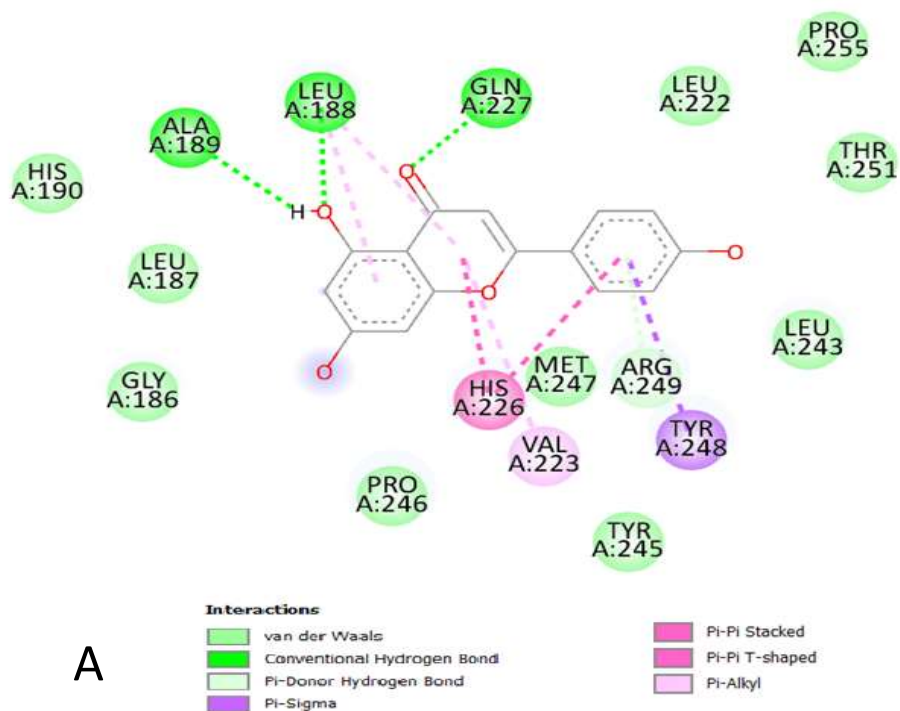 PRO
A:255
LEU
A:188
GLN
A:227
LEU
A:222
ALA
A:189
THR
A:251
HIS
A:190
O
H
O
LEU
A:187
O
O
LEU
A:243
GLY
A:186
O
MET
A:247
ARG
A:249
HIS
A:226
TYR
A:248
VAL
A:223
PRO
A:246
TYR
A:245
Interactions
van der Waals
Conventional Hydrogen Bond
Pi-Donor Hydrogen Bond
Pi-Sigma
Pi-Pi Stacked
Pi-Pi T-shaped
Pi-Alkyl
A